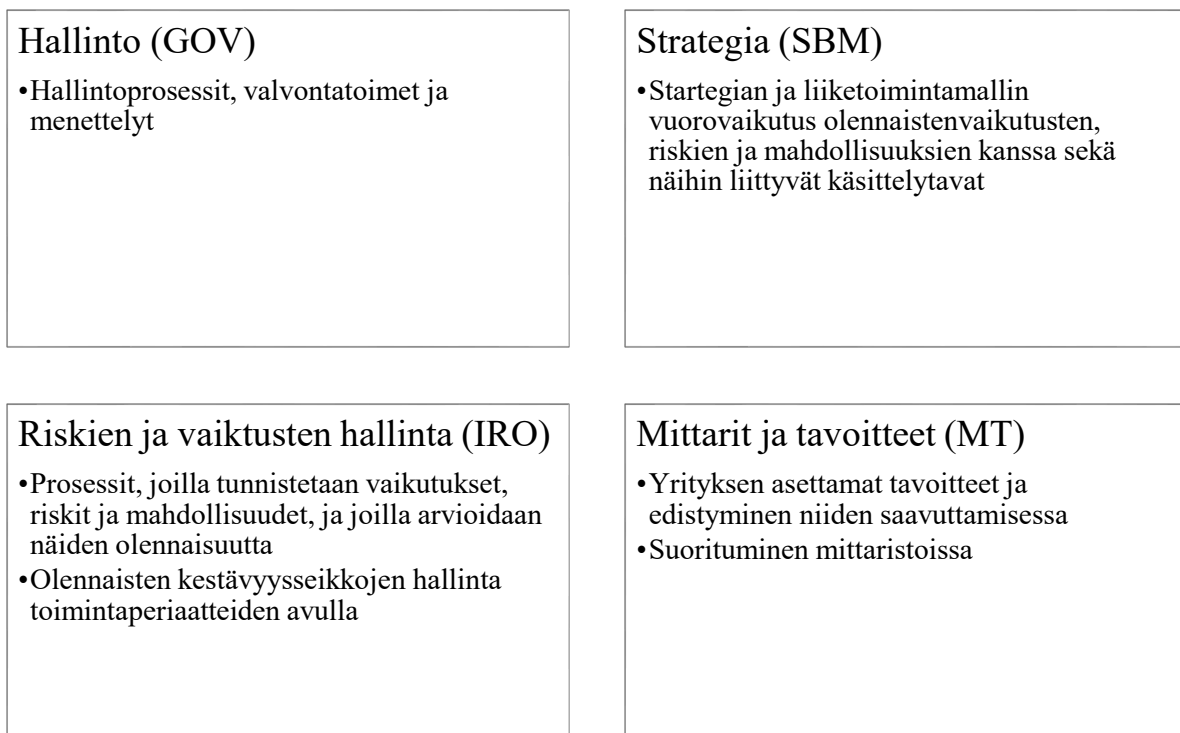 Hallinto (GOV)
•Hallintoprosessit, valvontatoimet ja
menettelyt
Strategia (SBM)
•Startegian ja liiketoimintamallin
vuorovaikutus olennaistenvaikutusten,
riskien ja mahdollisuuksien kanssa sekä
näihin liittyvät käsittelytavat
Riskien ja vaiktusten hallinta (IRO)
•Prosessit, joilla tunnistetaan vaikutukset,
riskit ja mahdollisuudet, ja joilla arvioidaan
näiden olennaisuutta
•Olennaisten kestävyysseikkojen hallinta
toimintaperiaatteiden avulla
Mittarit ja tavoitteet (MT)
•Yrityksen asettamat tavoitteet ja
edistyminen niiden saavuttamisessa
•Suorituminen mittaristoissa